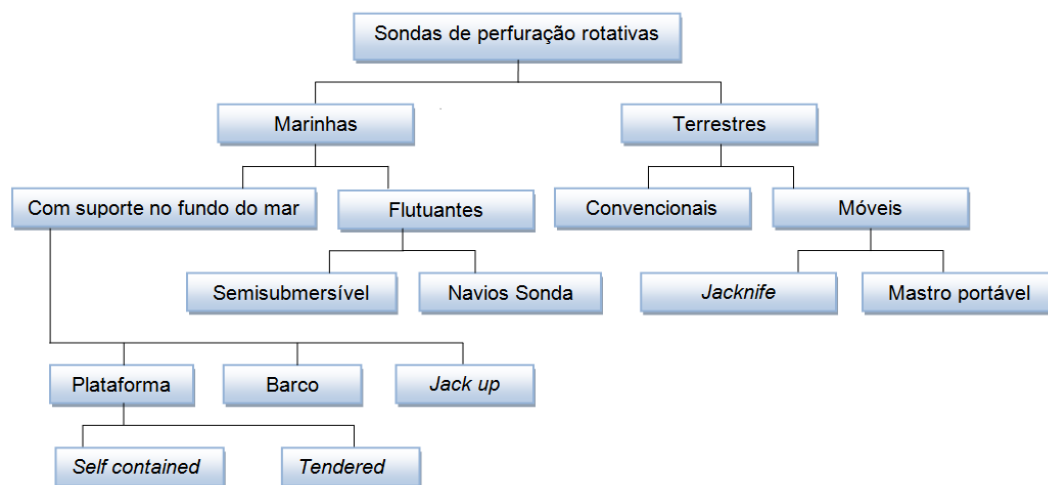 Sondas de perfuração rotativas
Marinhas
Terrestres
Com suporte no fundo do mar
Flutuantes
Convencionais
Móveis
Semisubmersível
Navios Sonda
Jacknife
Mastro portável
Plataforma
Barco
Jack up
Self contained
Tendered